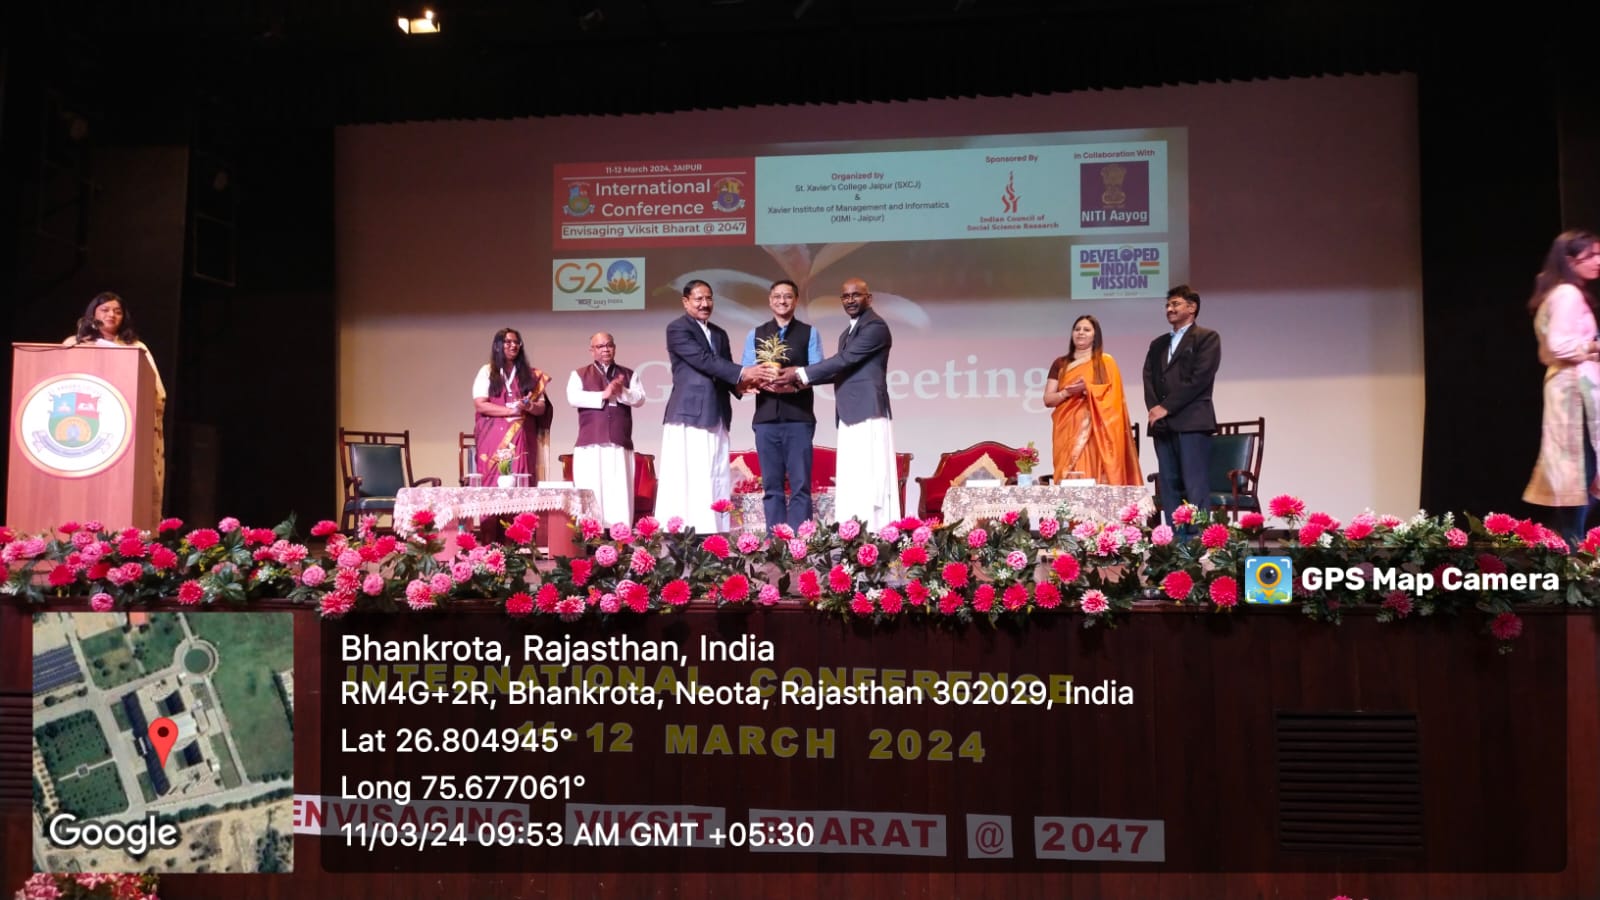 11-12 March 2024, JAIPUR
International
Conference
Envisaging Viksit Bharat @ 2047
Organized by
St. Xavier's College Jaipur (SXCJ)
&
Xavier Institute of Management and Informatics
(XIMI - Jaipur)
Sponsored By
Indian Council of
Social Science Research
In Collaboration With
NITI Aayog
G20
भारत 2023 INDIA
DEVELOPED
INDIA
MISSION
eeting
GPS Map Camera
Bhankrota, Rajasthan, India
INTERNATIONAL CONFERENCE
RM4G+2R, Bhankrota, Neota, Rajasthan 302029, India
Lat 26.804945°
11-12 MARCH 2024
Long 75.677061°
ENVISAGING VIKSIT BHARAT @ 2047
11/03/24 09:53 AM GMT +05:30
Google